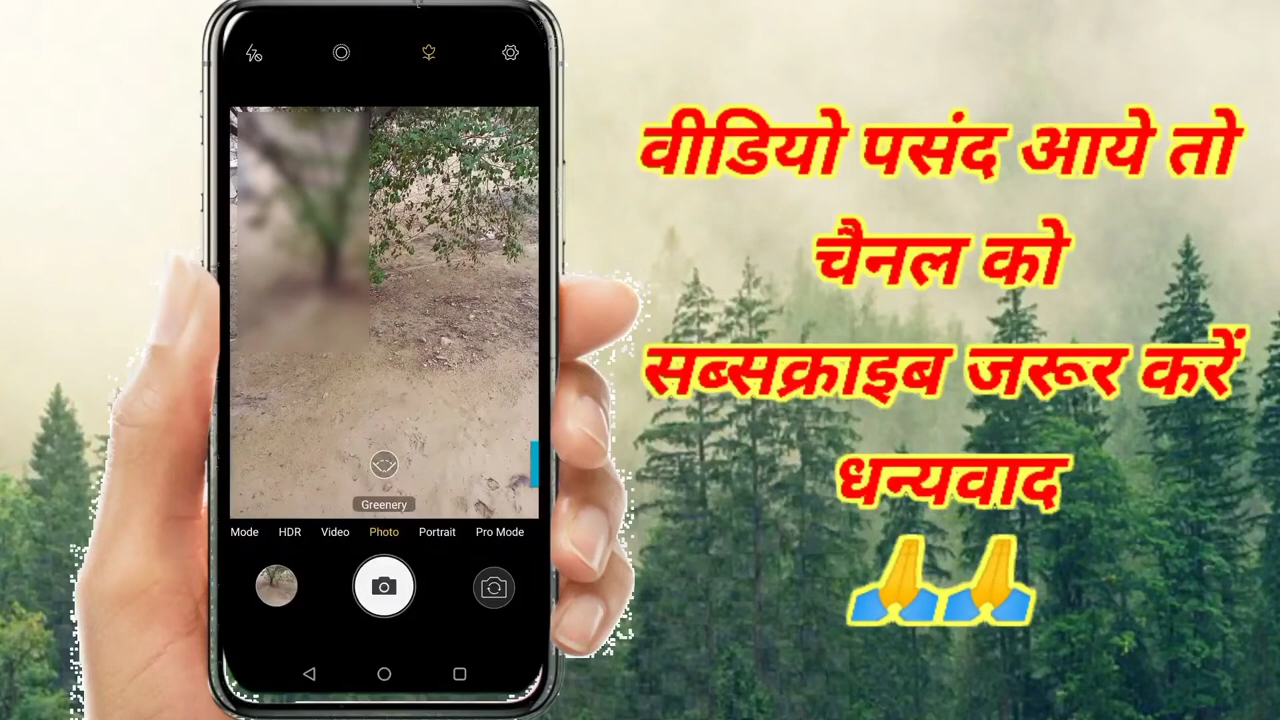 वीडियो पसंद आये तो
चैनल को
सब्सक्राइब जरूर करें
धन्यवाद
🙏🙏
Greenery
Mode HDR Video Photo Portrait Pro Mode